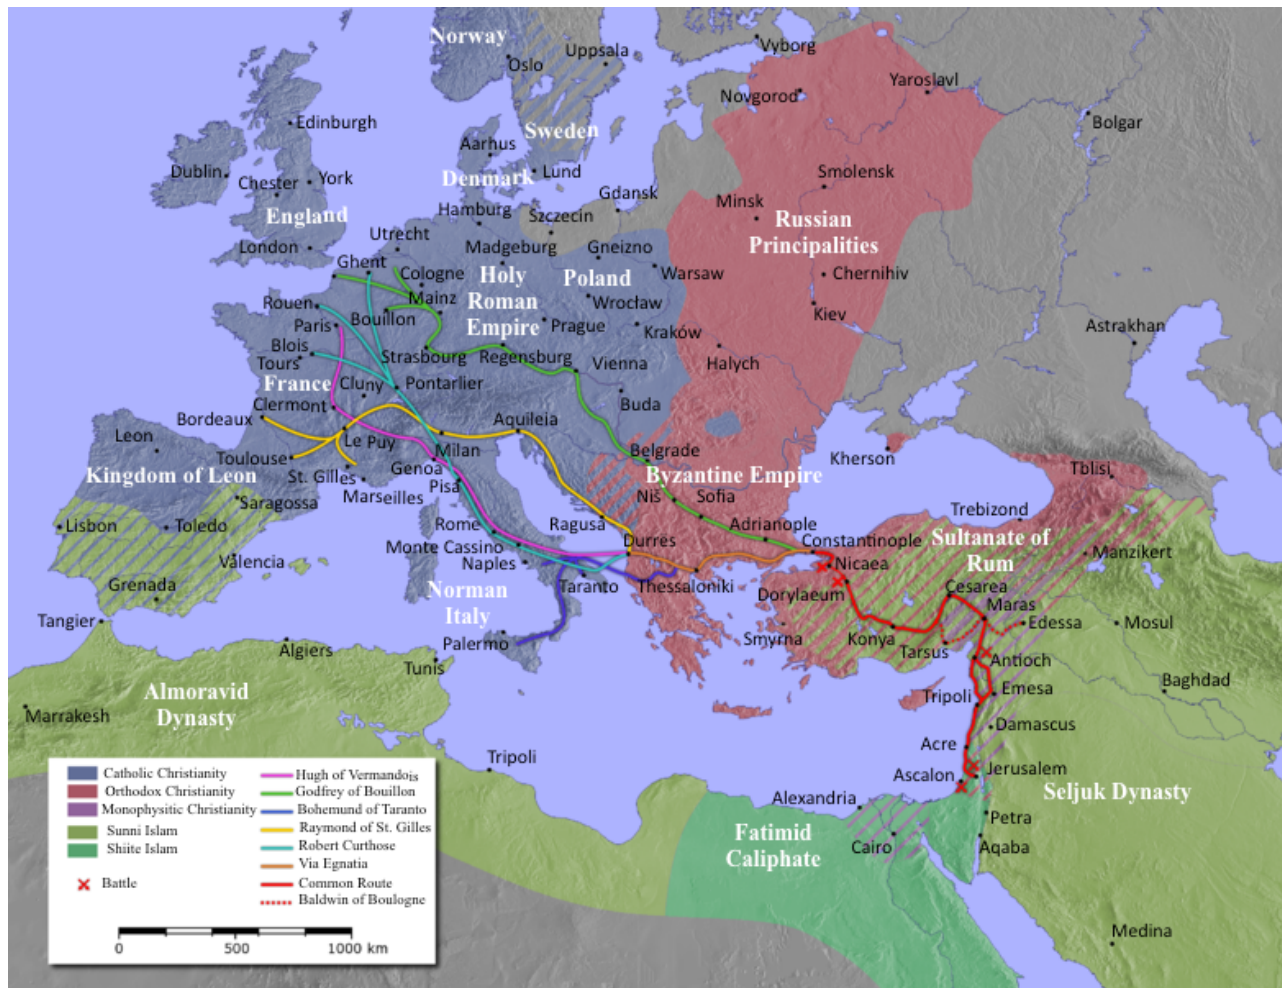 Norway
Uppsala
Vyborg
Oslo
Yaroslavl
Novgorod
Edinburgh
Sweden
Bolgar
Aarhus
Dublin
Chester
York
Denmark
Lund
Smolensk
Gdansk
Minsk
England
Hamburg
Szczecin
Russian
Principalities
London
Utrecht
Madgeburg
Gneizno
Ghent
Cologne
Holy
Roman
Empire
Poland
Warsaw
Chernihiv
Rouen
Mainz
Wrocław
Paris
Bouillon
Prague
Kraków
Kiev
Astrakhan
Blois
Tours
Strasbourg
Regensburg
Vienna
Halych
France
Cluny
Pontarlier
Clermont
Buda
Bordeaux
Aquileia
Leon
Le Puy
Milan
Belgrade
Kherson
Toulouse
Genoa
Kingdom of Leon
St. Gilles
Marseilles
Pisa
Byzantine Empire
Tblisi
Saragossa
Niš
Sofia
Trebizond
Lisbon
Toledo
Rome
Ragusa
Adrianople
Constantinople
Sultanate of
Rum
Monte Cassino
Durres
Manzikert
Valencia
Naples
Nicaea
Grenada
Norman
Italy
Taranto
Thessaloniki
Dorylaeum
Cesarea
Maras
Tangier
Palermo
Smyrna
Konya
Tarsus
Edessa
Mosul
Algiers
Tunis
Antioch
Almoravid
Dynasty
Tripoli
Emesa
Baghdad
Marrakesh
Damascus
Tripoli
Acre
Ascalon
Jerusalem
Seljuk Dynasty
Alexandria
Fatimid
Caliphate
Cairo
Petra
Aqaba
Medina
Catholic Christianity
Orthodox Christianity
Monophysitic Christianity
Sunni Islam
Shiite Islam
Battle
Hugh of Vermandois
Godfrey of Bouillon
Bohemund of Taranto
Raymond of St. Gilles
Robert Curthose
Via Egnatia
Common Route
Baldwin of Boulogne
0 500 1000 km